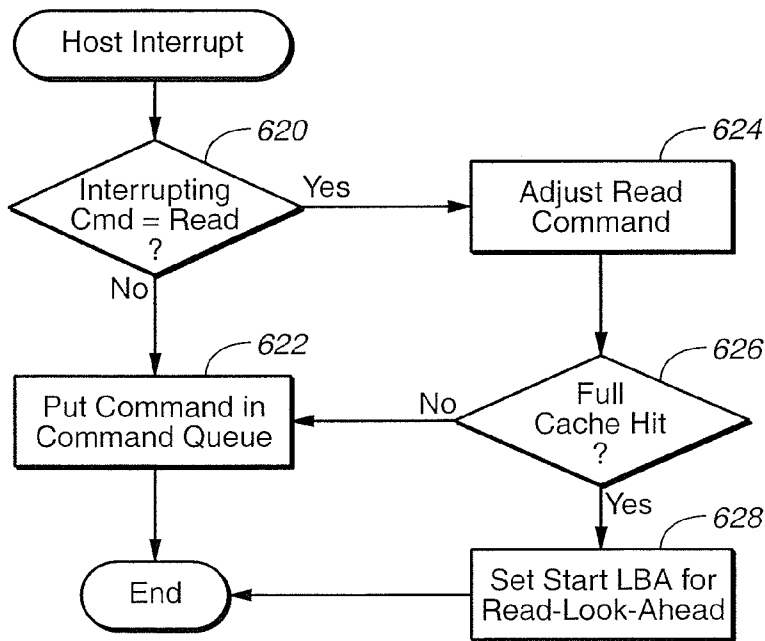 Host Interrupt
620
Interrupting
Cmd = Read
?
Yes
No
624
Adjust Read
Command
622
Put Command in
Command Queue
626
Full
Cache Hit
?
No
Yes
628
Set Start LBA for
Read-Look-Ahead
End